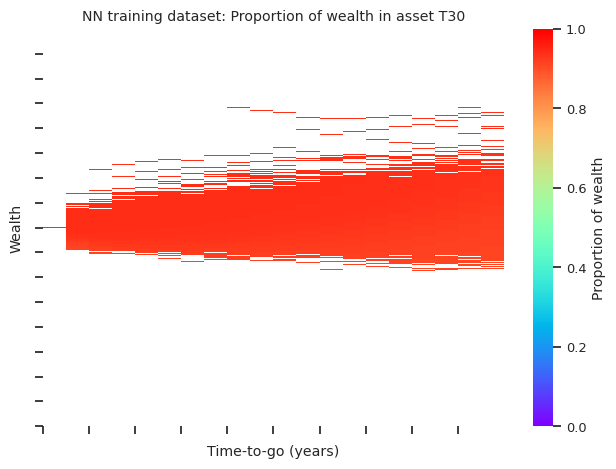 NN training dataset: Proportion of wealth in asset T30
1.0
0.8
0.6
0.4
0.2
0.0
Proportion of wealth
Wealth
Time-to-go (years)